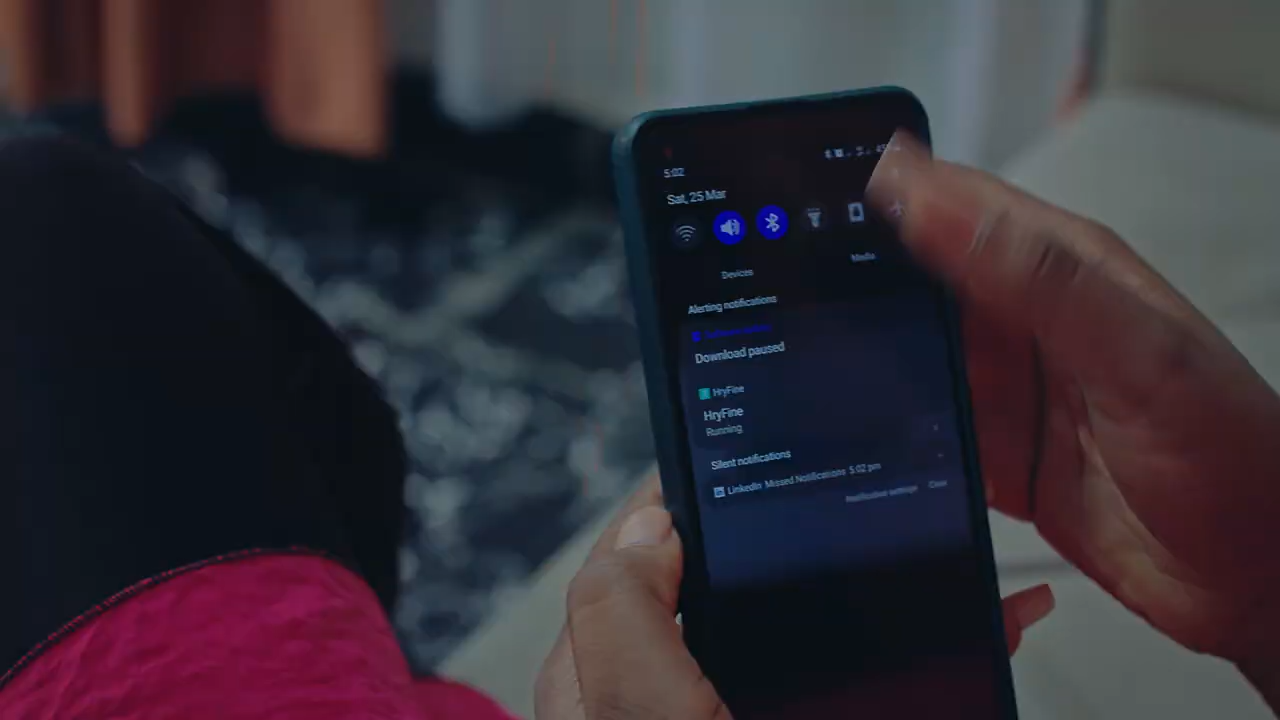 5:02
Sat, 25 Mar
Devices
Media
Alerting notifications
Download paused
HryFine
HryFine
Running
Silent notifications
LinkedIn Missed Notifications 5:02 pm
Notification settings Clear